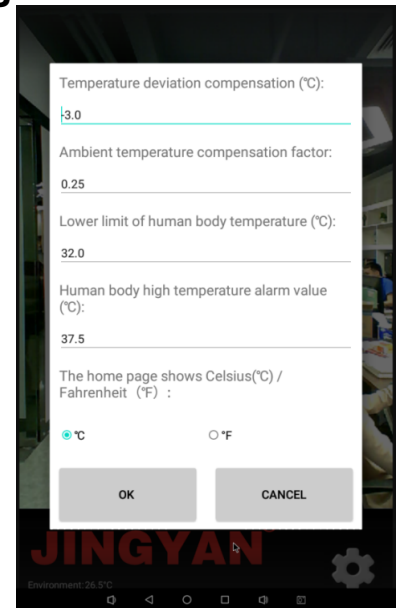 Temperature deviation compensation (℃):
-3.0
Ambient temperature compensation factor:
0.25
Lower limit of human body temperature (℃):
32.0
Human body high temperature alarm value
(℃):
37.5
The home page shows Celsius(℃) /
Fahrenheit（℉）:
℃ ℉
OK CANCEL
JINGYAN
Environment:26.5℃